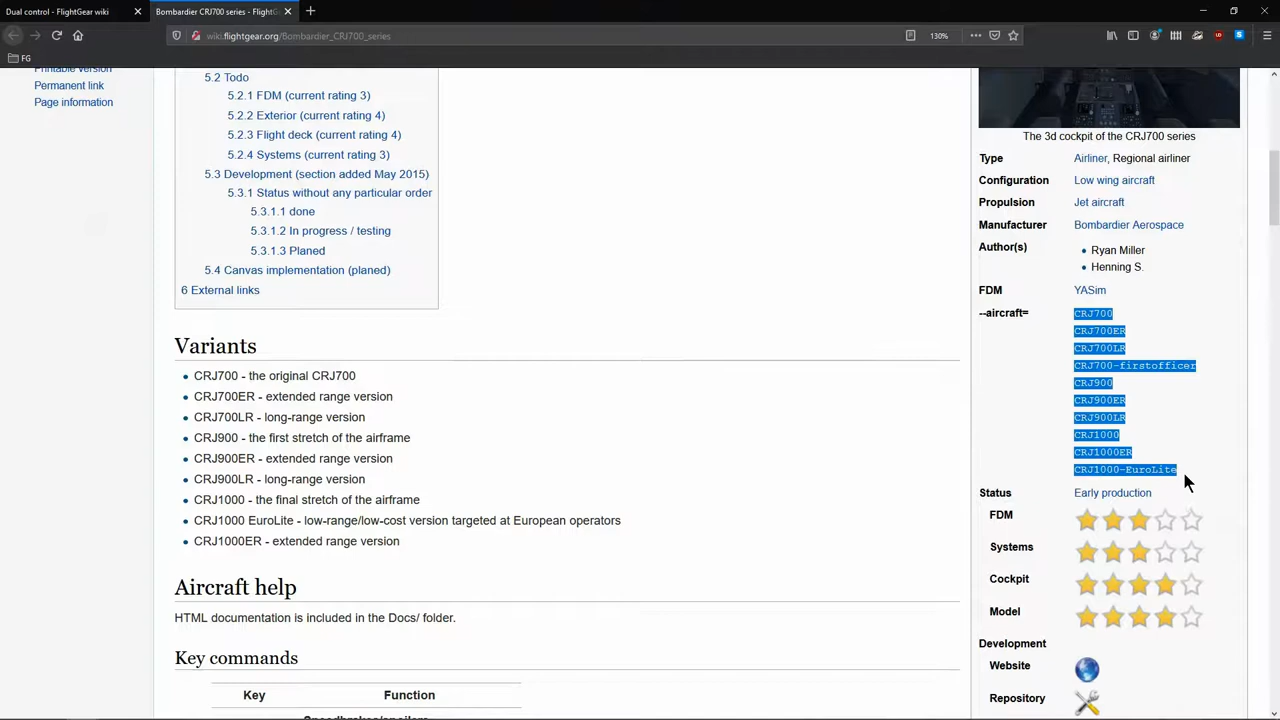 Dual control - FlightGear wiki
Bombardier CRJ700 series - FlightG
wiki.flightgear.org/Bombardier_CRJ700_series
130%
FG
Printable version
Permanent link
Page information
5.2 Todo
5.2.1 FDM (current rating 3)
5.2.2 Exterior (current rating 4)
5.2.3 Flight deck (current rating 4)
5.2.4 Systems (current rating 3)
5.3 Development (section added May 2015)
5.3.1 Status without any particular order
5.3.1.1 done
5.3.1.2 In progress / testing
5.3.1.3 Planed
5.4 Canvas implementation (planed)
6 External links
Variants
CRJ700 - the original CRJ700
CRJ700ER - extended range version
CRJ700LR - long-range version
CRJ900 - the first stretch of the airframe
CRJ900ER - extended range version
CRJ900LR - long-range version
CRJ1000 - the final stretch of the airframe
CRJ1000 EuroLite - low-range/low-cost version targeted at European operators
CRJ1000ER - extended range version
Aircraft help
HTML documentation is included in the Docs/ folder.
Key commands
Key Function
Speedbrakes/spoilers
The 3d cockpit of the CRJ700 series
Type Airliner, Regional airliner
Configuration Low wing aircraft
Propulsion Jet aircraft
Manufacturer Bombardier Aerospace
Author(s)
Ryan Miller
Henning S.
FDM YASim
--aircraft= CRJ700
CRJ700ER
CRJ700LR
CRJ700-firstofficer
CRJ900
CRJ900ER
CRJ900LR
CRJ1000
CRJ1000ER
CRJ1000-EuroLite
Status Early production
FDM
Systems
Cockpit
Model
Development
Website
Repository